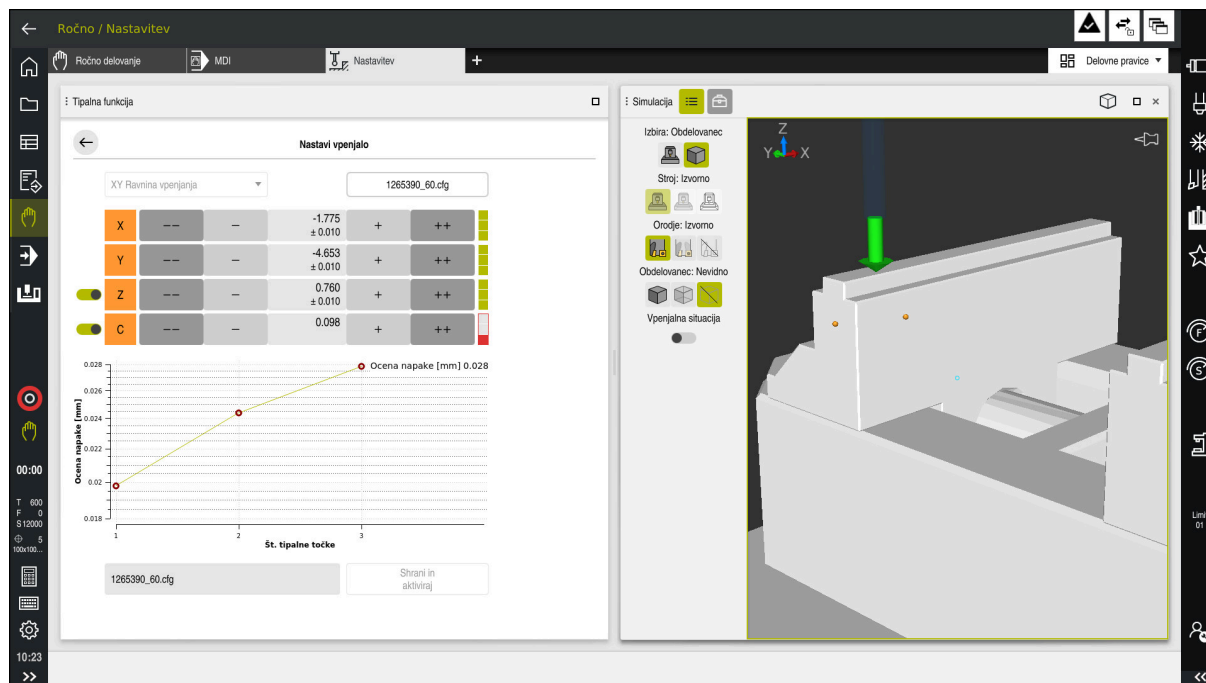 Ročno / Nastavitev
Ročno delovanje
MDI
Nastavitev
+
Delovne pravice
Tipalna funkcija
Nastavi vpenjalo
XY Ravnina vpenjanja
1265390_60.cfg
X -- - -1.775 + ++
± 0.010
Y -- - -4.653 + ++
± 0.010
Z -- - 0.760 + ++
± 0.010
C -- - 0.098 + ++
Ocena napake [mm] 0.028
0.028
0.026
0.024
0.022
0.02
0.018
Ocena napake [mm]
1 2 3
Št. tipalne točke
1265390_60.cfg
Shrani in
aktiviraj
Simulacija
Izbira: Obdelovanec
Stroj: Izvorno
Orodje: Izvorno
Obdelovanec: Nevidno
Vpenjalna situacija
Z
Y X
00:00
T 600
F 0
S 12000
5
100x100...
10:23
F
S
Limit
01